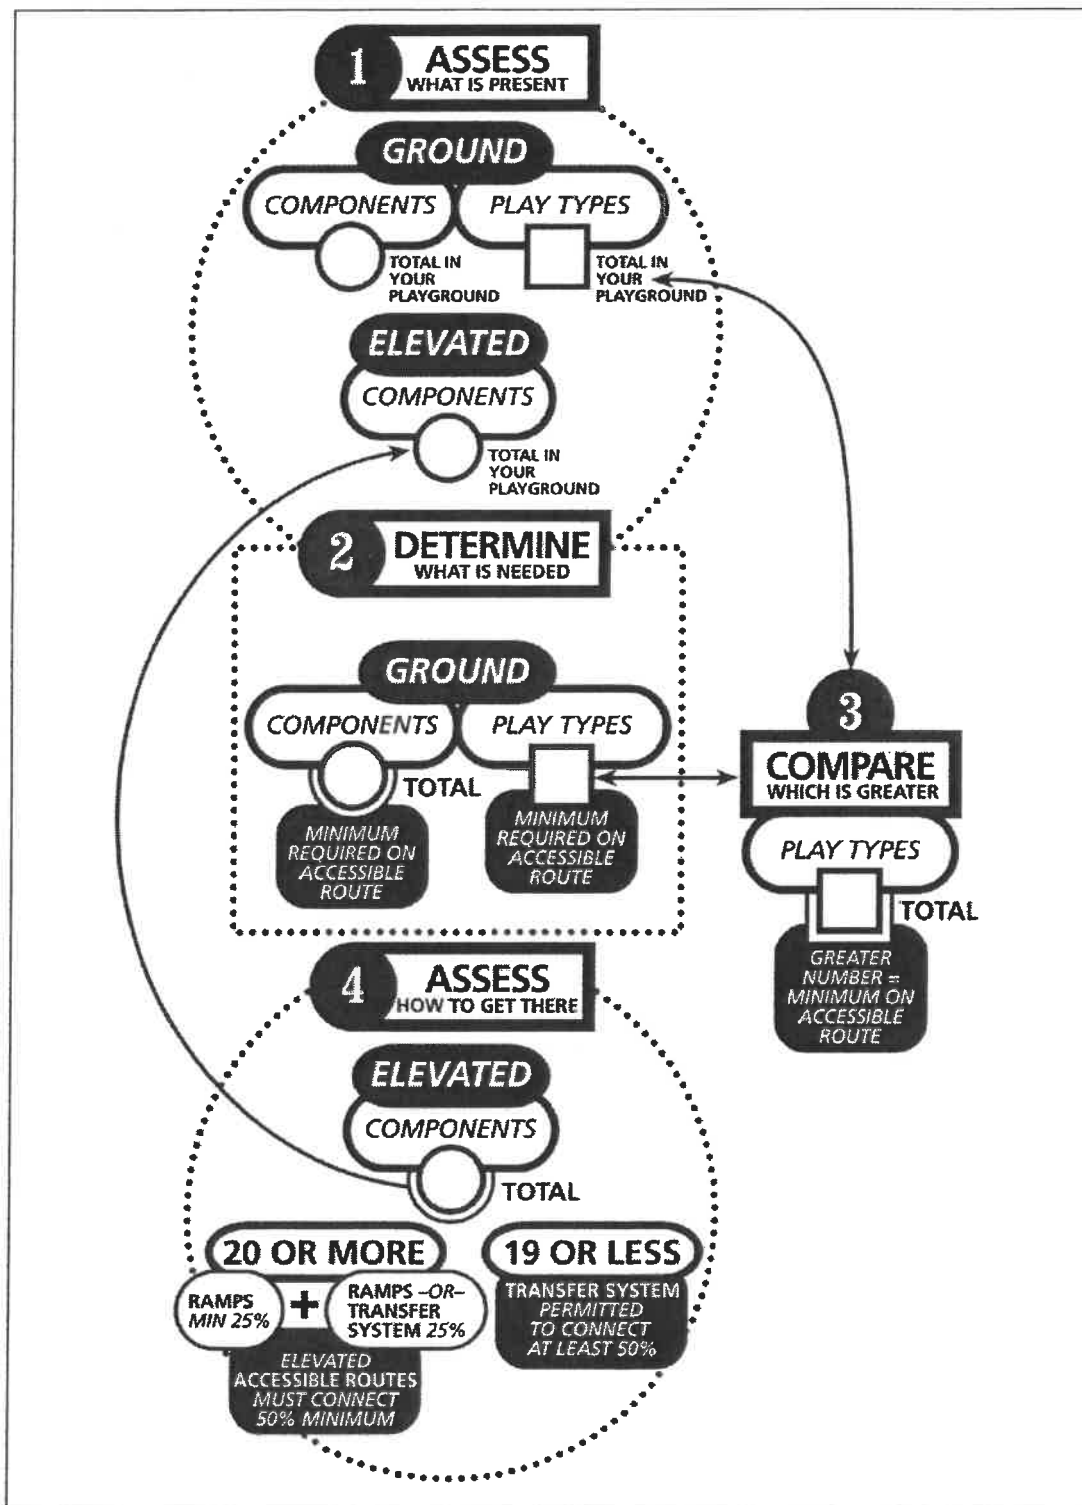 1
ASSESS
WHAT IS PRESENT
GROUND
COMPONENTS
PLAY TYPES
TOTAL IN
YOUR
PLAYGROUND
TOTAL IN
YOUR
PLAYGROUND
ELEVATED
COMPONENTS
TOTAL IN
YOUR
PLAYGROUND
2
DETERMINE
WHAT IS NEEDED
GROUND
COMPONENTS
PLAY TYPES
TOTAL
MINIMUM
REQUIRED ON
ACCESSIBLE
ROUTE
MINIMUM
REQUIRED ON
ACCESSIBLE
ROUTE
3
COMPARE
WHICH IS GREATER
PLAY TYPES
TOTAL
GREATER
NUMBER =
MINIMUM ON
ACCESSIBLE
ROUTE
4
ASSESS
HOW TO GET THERE
ELEVATED
COMPONENTS
TOTAL
20 OR MORE
RAMPS
MIN 25%
+
RAMPS –OR–
TRANSFER
SYSTEM 25%
ELEVATED
ACCESSIBLE ROUTES
MUST CONNECT
50% MINIMUM
19 OR LESS
TRANSFER SYSTEM
PERMITTED
TO CONNECT
AT LEAST 50%